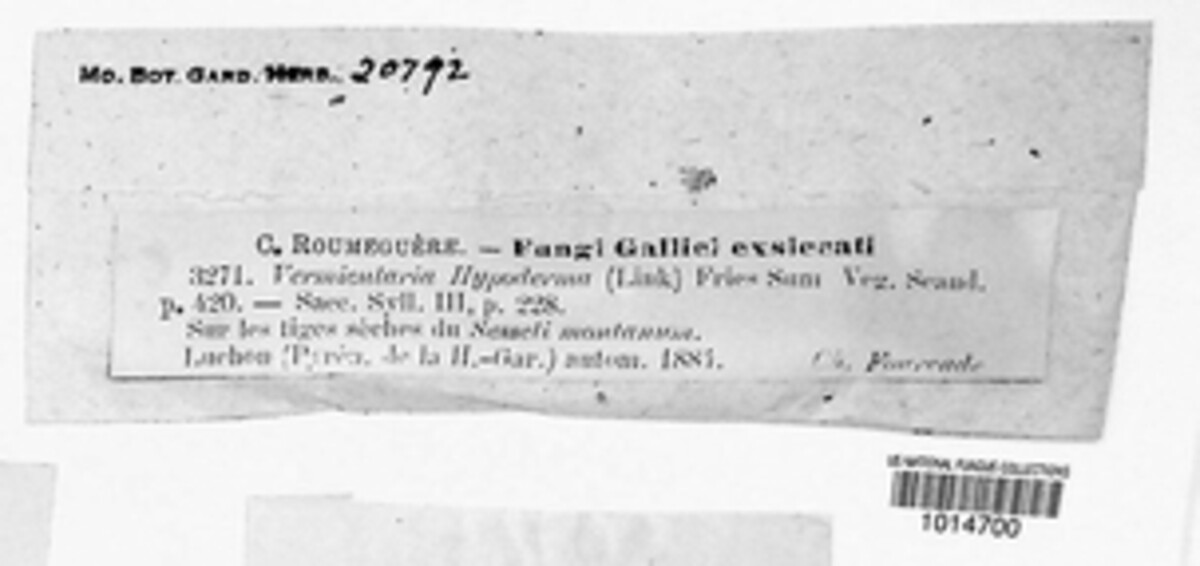 Mo. Bot. Gard. Herb. 20792
C. Roumeguère. — Fungi Gallici exsiccati
3271. Vermicularia Hypoderma (Link) Fries Sum Veg. Scand.
p. 420. — Sacc. Syll. III, p. 228.
Sur les tiges sèches du montanum.
Luchon (Pyrén. de la H.-Gar.) autom. 1884. Ch. Fourcade
US NATIONAL FUNGUS COLLECTIONS
1014700